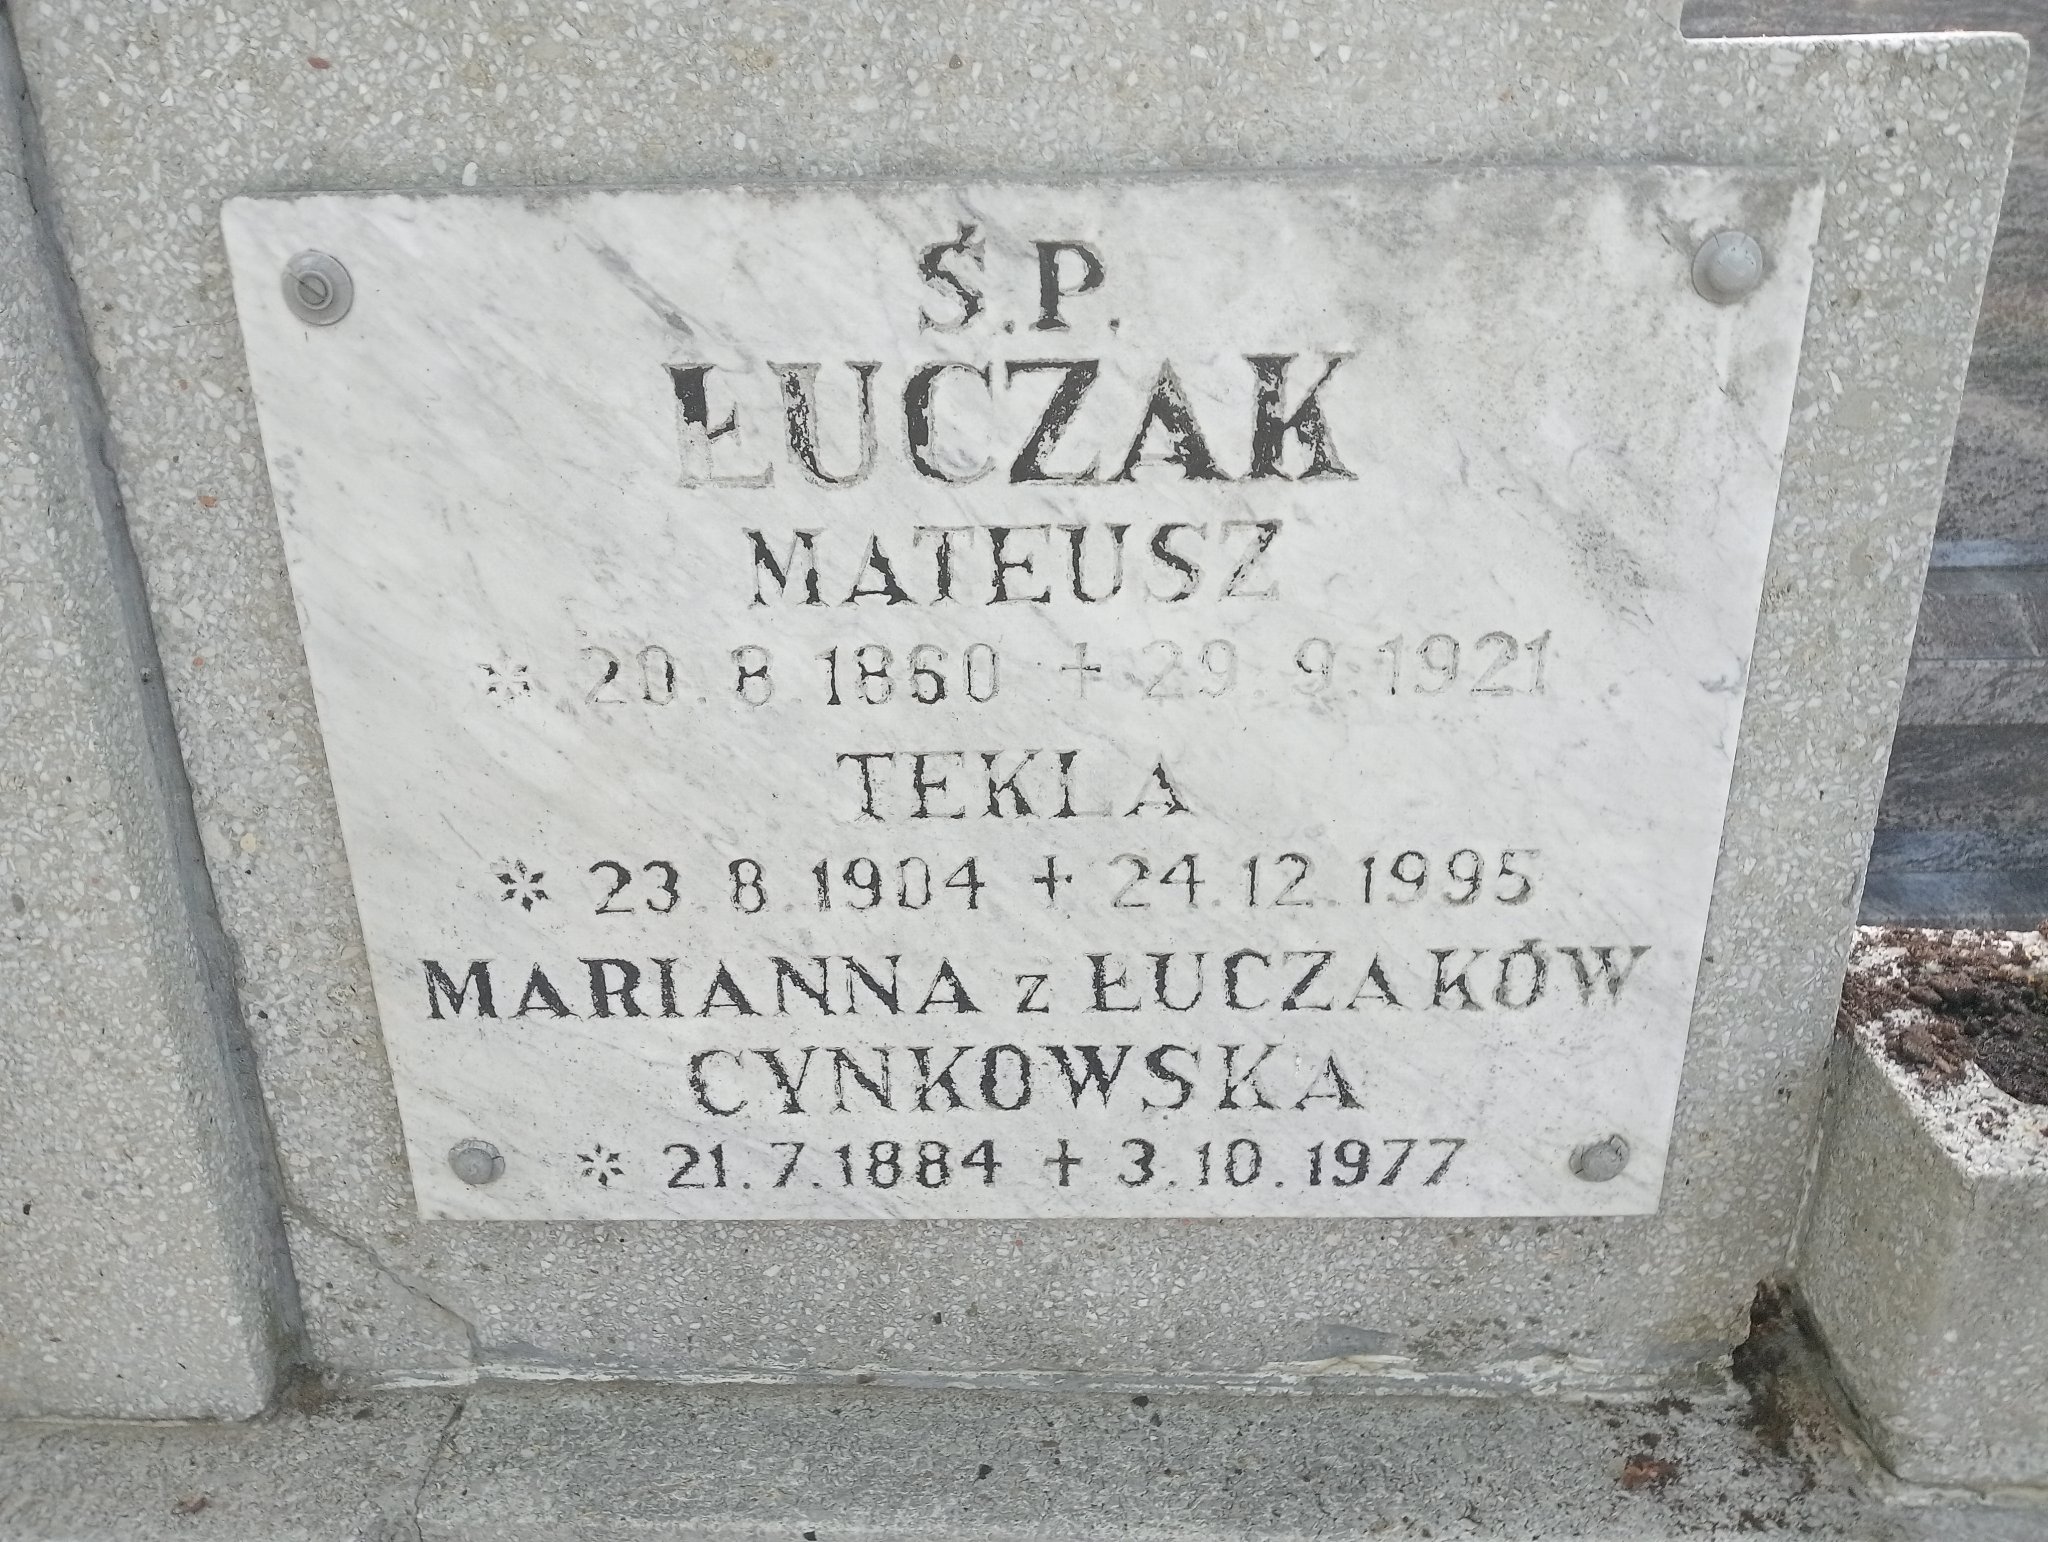 Ś.P.
ŁUCZAK
MATEUSZ
* 20.8.1860 + 29.9.1921
TEKLA
* 23.8.1904 + 24.12.1995
MARIANNA z ŁUCZAKÓW
CYNKOWSKA
* 21.7.1884 + 3.10.1977